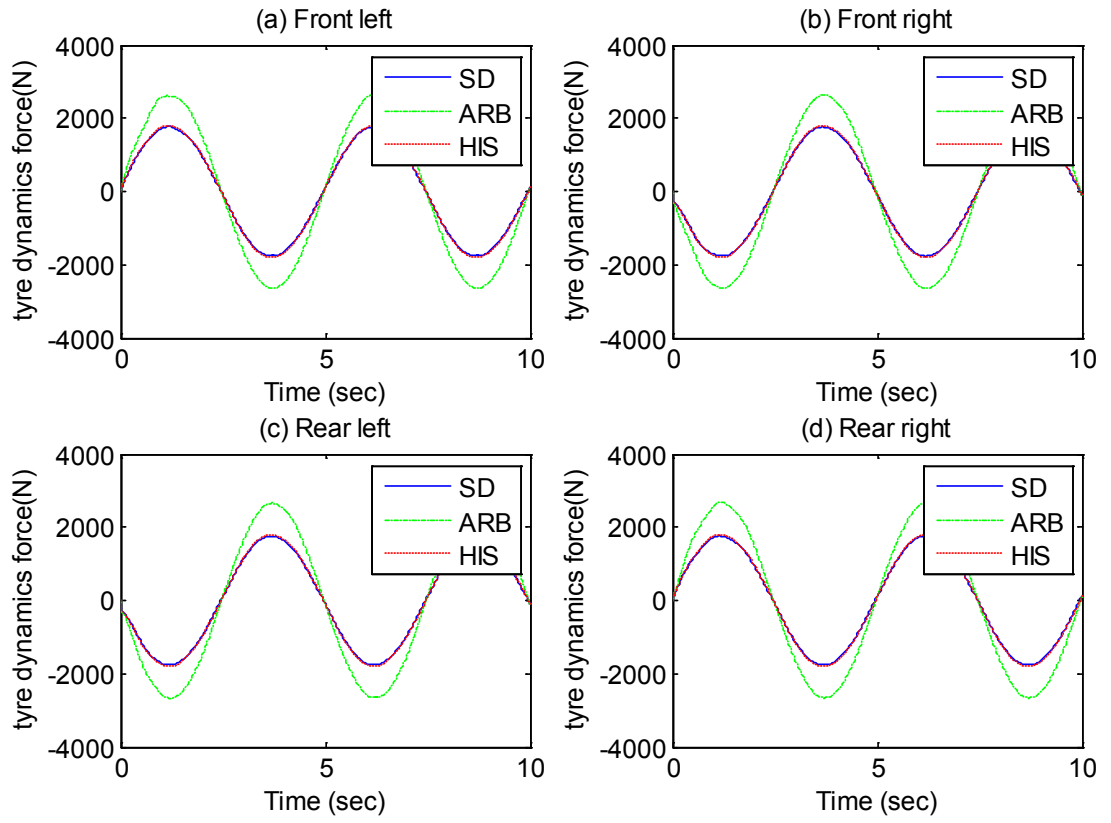 (a) Front left
tyre dynamics force(N)
4000
2000
0
-2000
-4000
SD
ARB
HIS
0
5
10
Time (sec)
(b) Front right
tyre dynamics force(N)
4000
2000
0
-2000
-4000
SD
ARB
HIS
0
5
10
Time (sec)
(c) Rear left
tyre dynamics force(N)
4000
2000
0
-2000
-4000
SD
ARB
HIS
0
5
10
Time (sec)
(d) Rear right
tyre dynamics force(N)
4000
2000
0
-2000
-4000
SD
ARB
HIS
0
5
10
Time (sec)